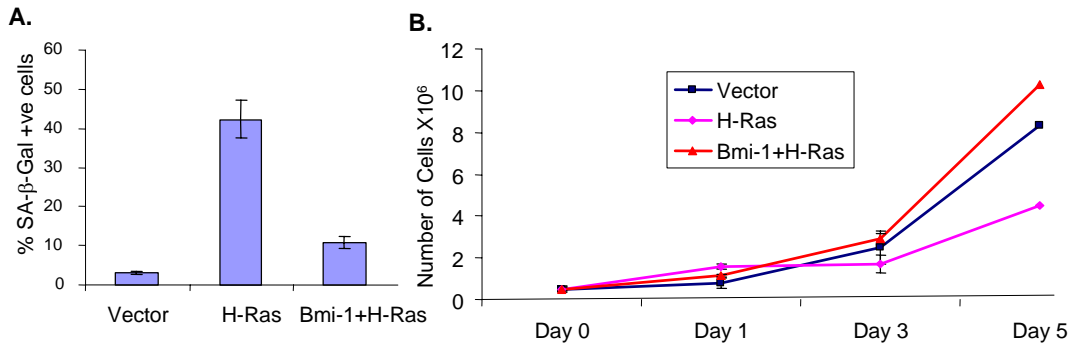 A.
% SA-β-Gal +ve cells
60
50
40
30
20
10
0
Vector H-Ras Bmi-1+H-Ras
B.
Number of Cells X10⁶
12
10
8
6
4
2
0
Vector
H-Ras
Bmi-1+H-Ras
Day 0 Day 1 Day 3 Day 5